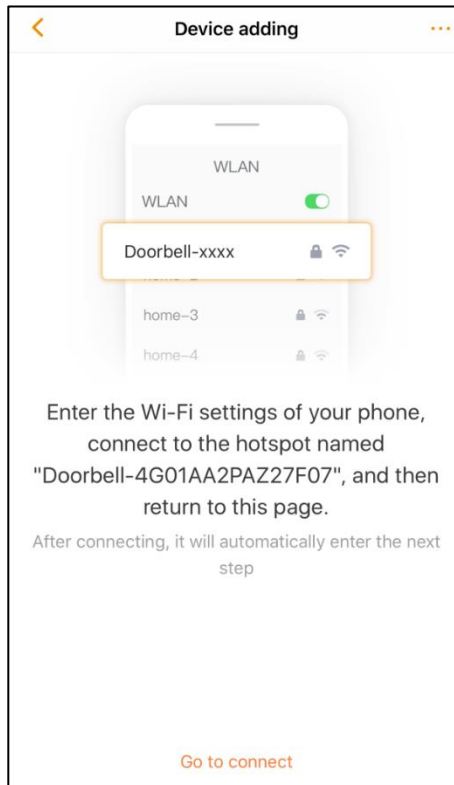 Device adding
WLAN
WLAN
Doorbell-xxxx
home-3
home-4
Enter the Wi-Fi settings of your phone,
connect to the hotspot named
"Doorbell-4G01AA2PAZ27F07", and then
return to this page.
After connecting, it will automatically enter the next
step
Go to connect